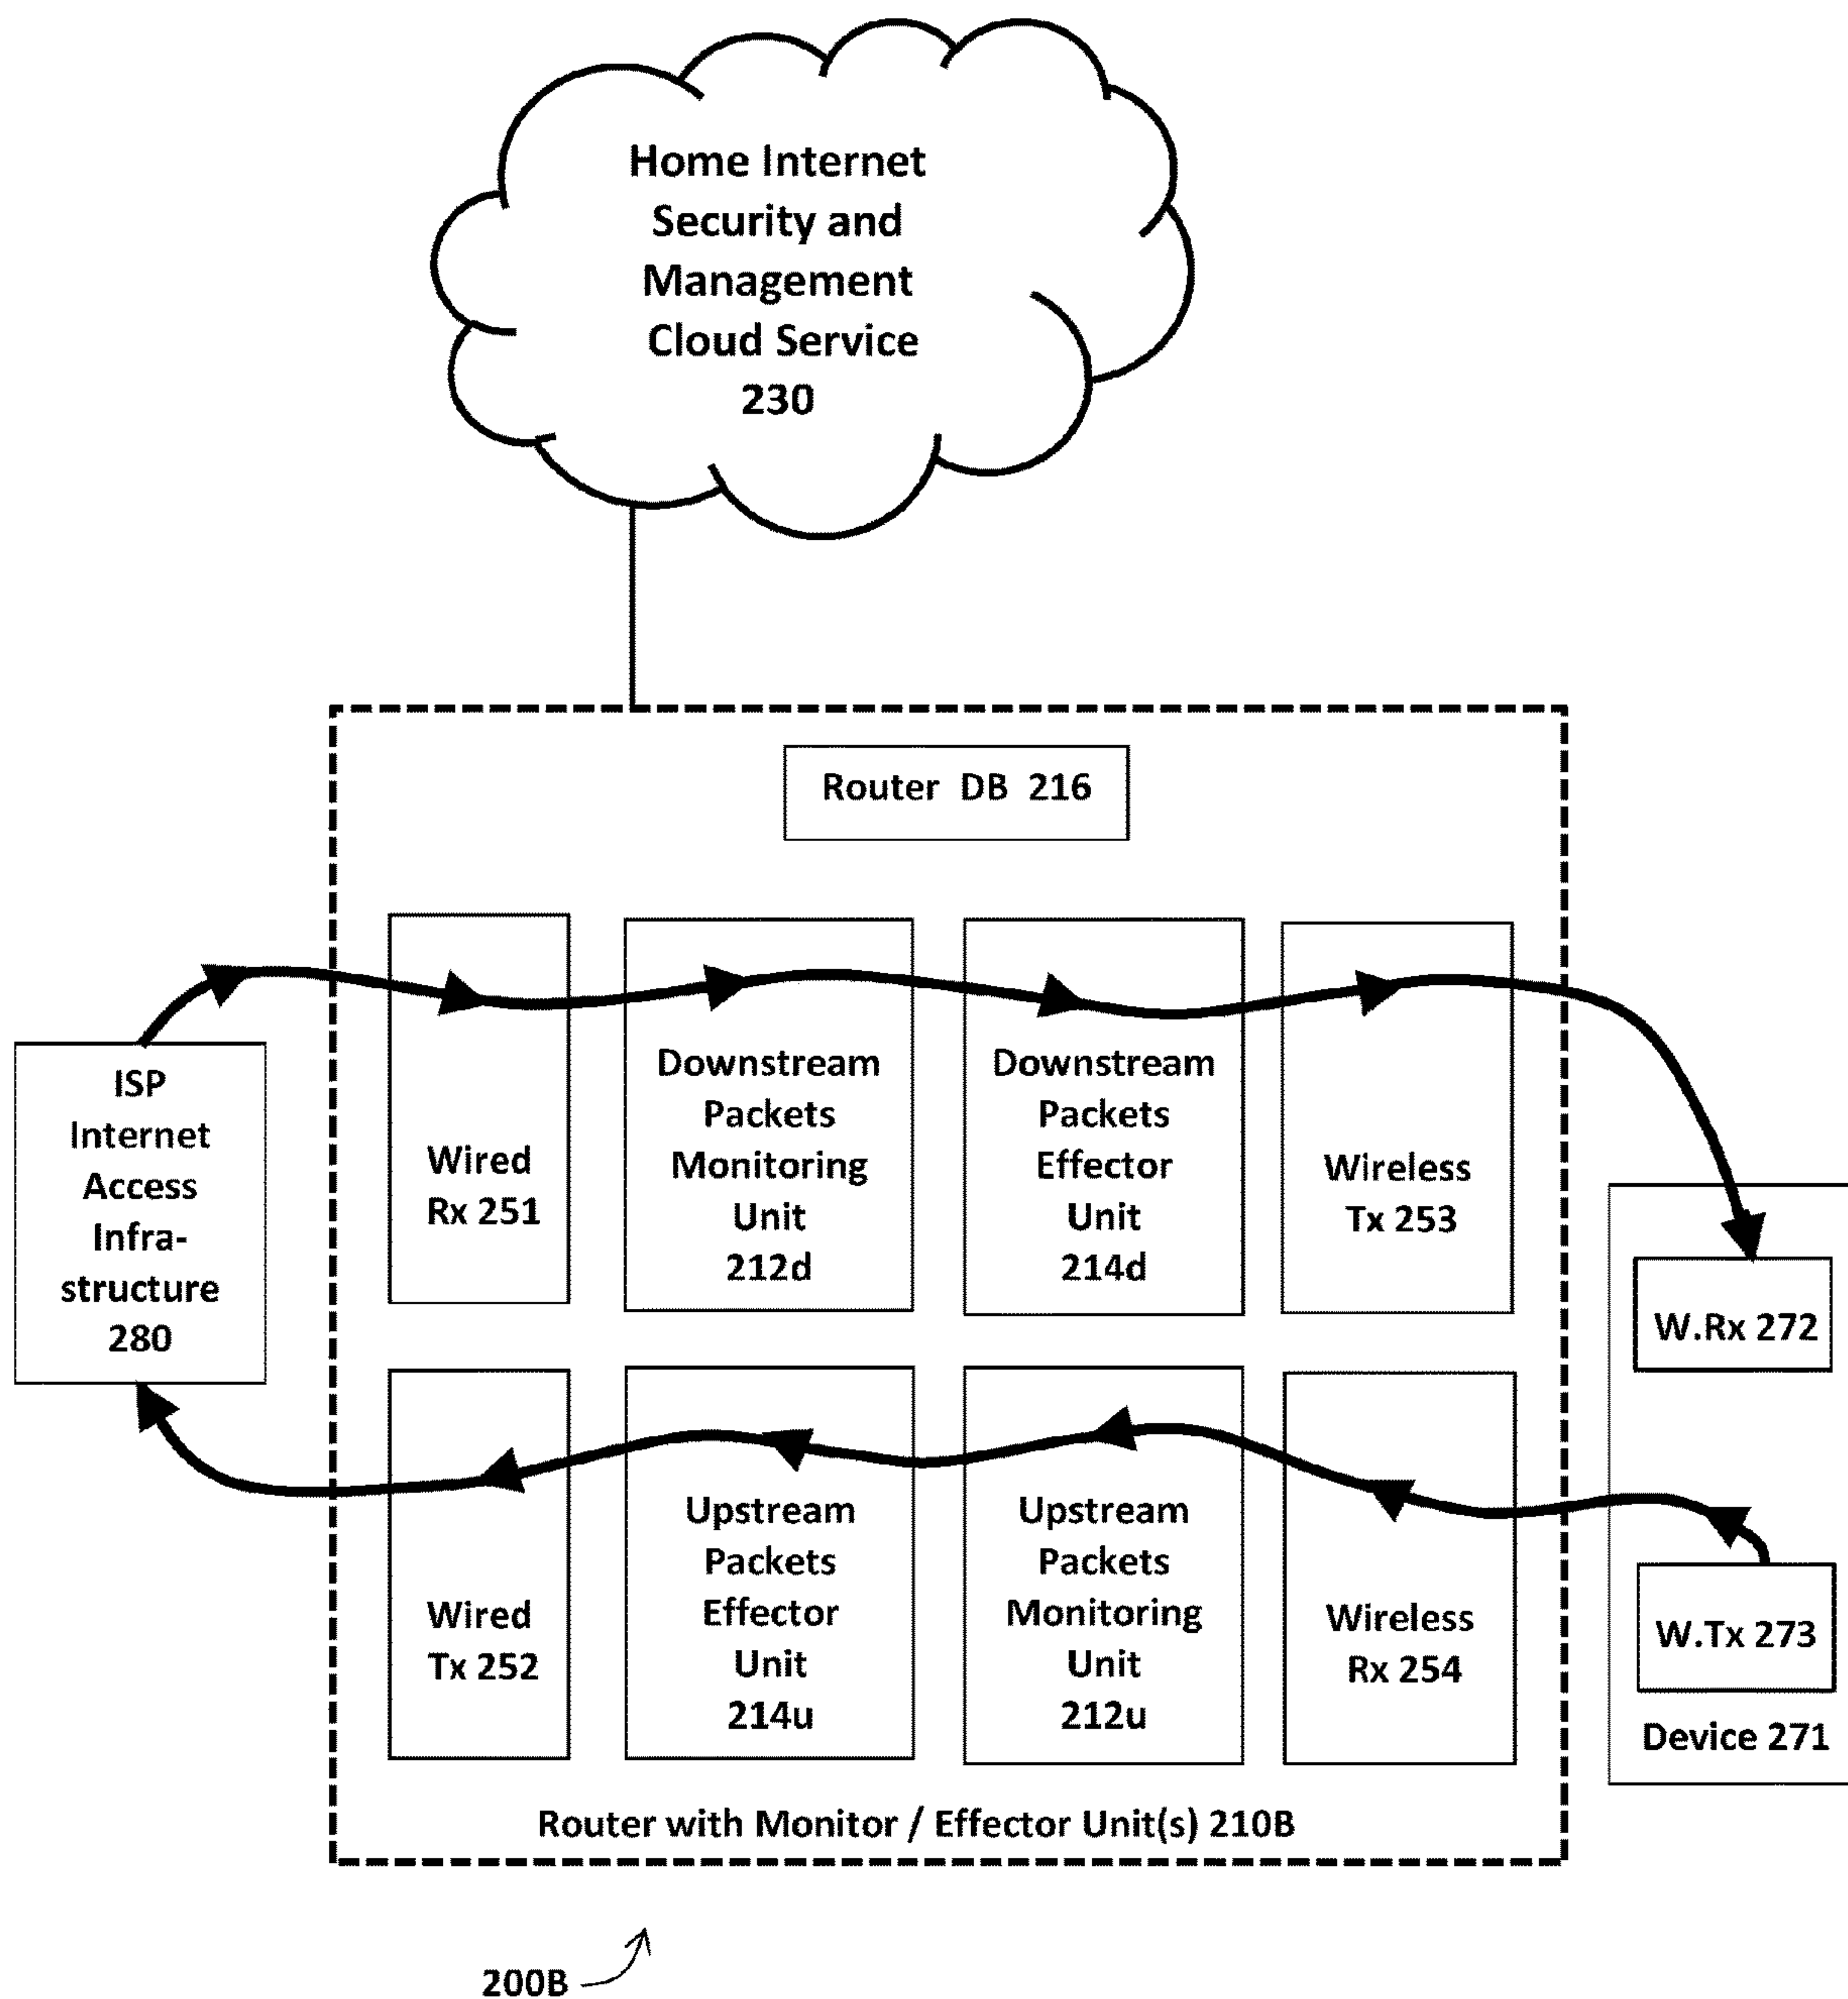 Home Internet
Security and
Management
Cloud Service
230
Router DB 216
ISP
Internet
Access
Infra-
structure
280
Wired
Rx 251
Downstream
Packets
Monitoring
Unit
212d
Downstream
Packets
Effector
Unit
214d
Wireless
Tx 253
W.Rx 272
Wired
Tx 252
Upstream
Packets
Effector
Unit
214u
Upstream
Packets
Monitoring
Unit
212u
Wireless
Rx 254
W.Tx 273
Device 271
Router with Monitor / Effector Unit(s) 210B
200B